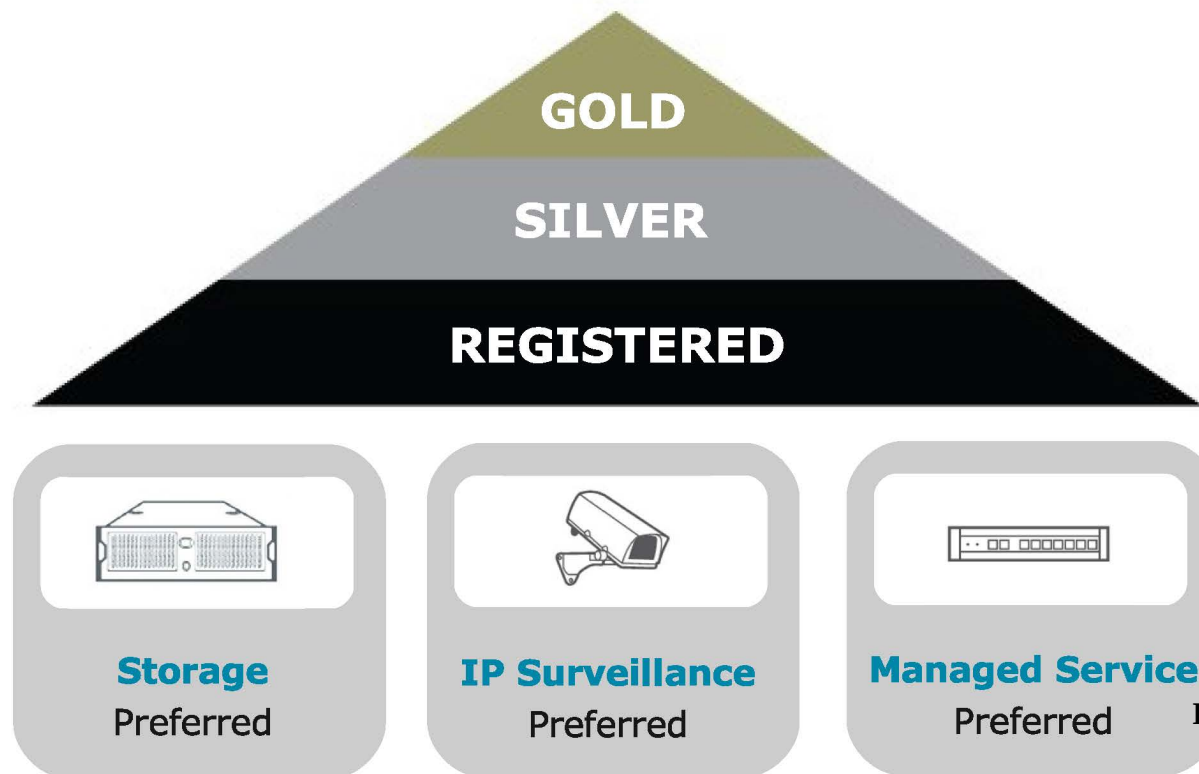 GOLD
SILVER
REGISTERED
Storage
Preferred
IP Surveillance
Preferred
Managed Service
Preferred